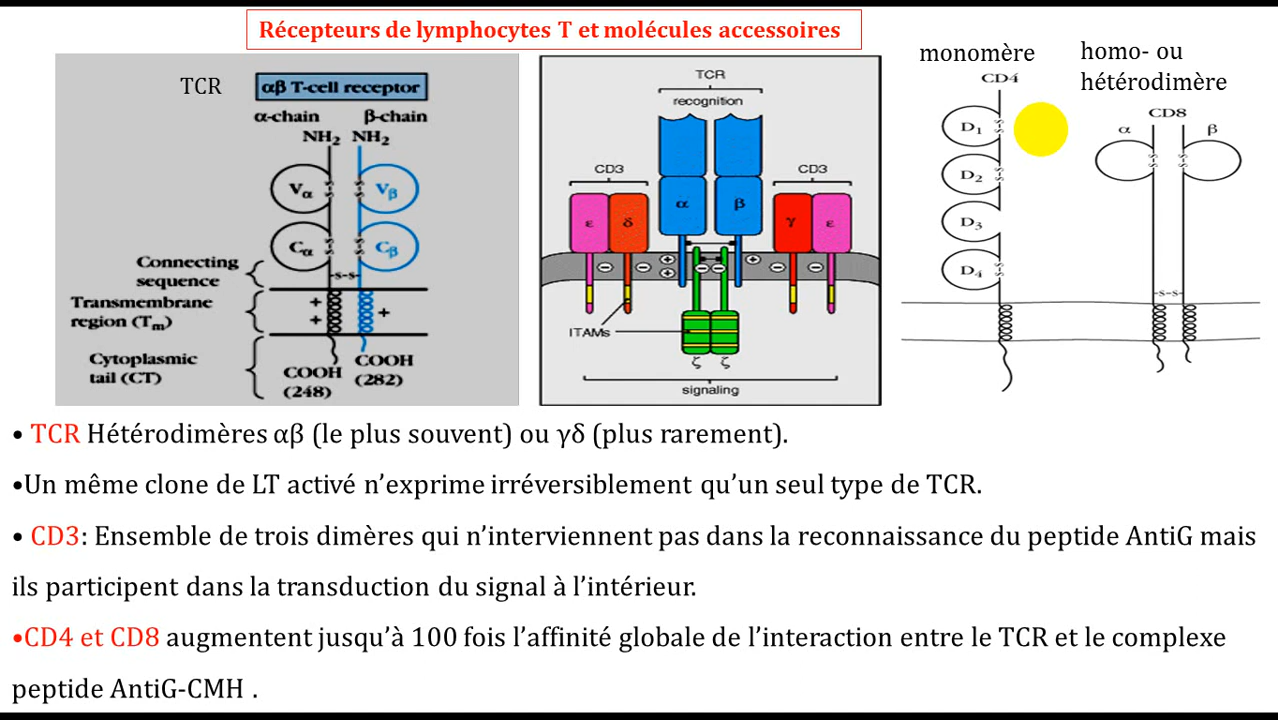 Récepteurs de lymphocytes T et molécules accessoires
TCR
αβ T-cell receptor
α-chain
β-chain
NH2 NH2
Vα
Vβ
Cα
Cβ
Connecting
sequence
-s-s-
Transmembrane
region (Tm)
+
+
+
Cytoplasmic
tail (CT)
COOH
(248)
COOH
(282)
TCR
recognition
CD3
CD3
ε
δ
α
β
γ
ε
ITAMs
ζ
ζ
signaling
monomère
CD4
D1
D2
D3
D4
homo- ou
hétérodimère
CD8
α
β
-s-s-
• TCR Hétérodimères αβ (le plus souvent) ou γδ (plus rarement).
•Un même clone de LT activé n’exprime irréversiblement qu’un seul type de TCR.
• CD3: Ensemble de trois dimères qui n’interviennent pas dans la reconnaissance du peptide AntiG mais
ils participent dans la transduction du signal à l’intérieur.
•CD4 et CD8 augmentent jusqu’à 100 fois l’affinité globale de l’interaction entre le TCR et le complexe
peptide AntiG-CMH .